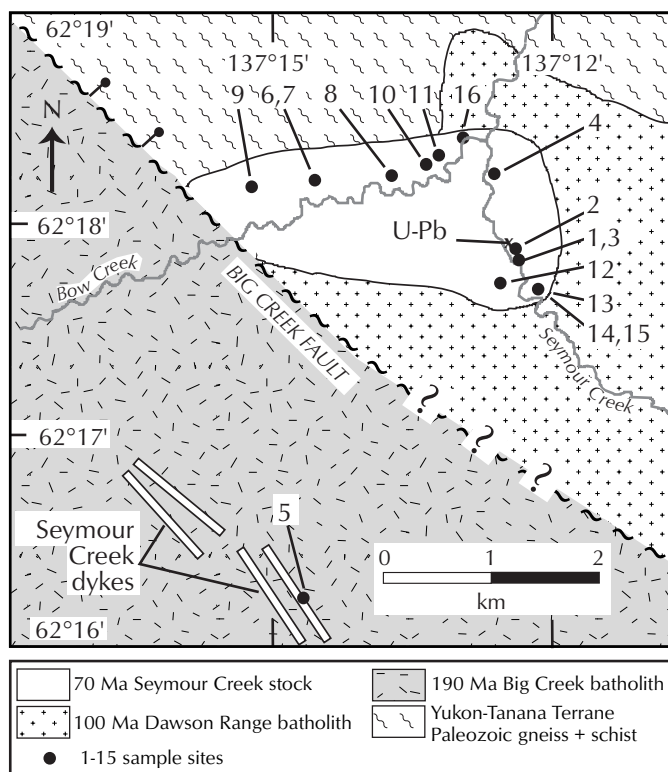 62°19'
137°15'
137°12'
9
6,7
8
10
11
16
4
N
62°18'
U-Pb
2
1,3
12
13
14,15
Bow Creek
BIG CREEK FAULT
Seymour
Creek
?
?
?
62°17'
Seymour
Creek
dykes
5
0
1
2
km
62°16'
70 Ma Seymour Creek stock
190 Ma Big Creek batholith
100 Ma Dawson Range batholith
Yukon-Tanana Terrane
Paleozoic gneiss + schist
1-15 sample sites